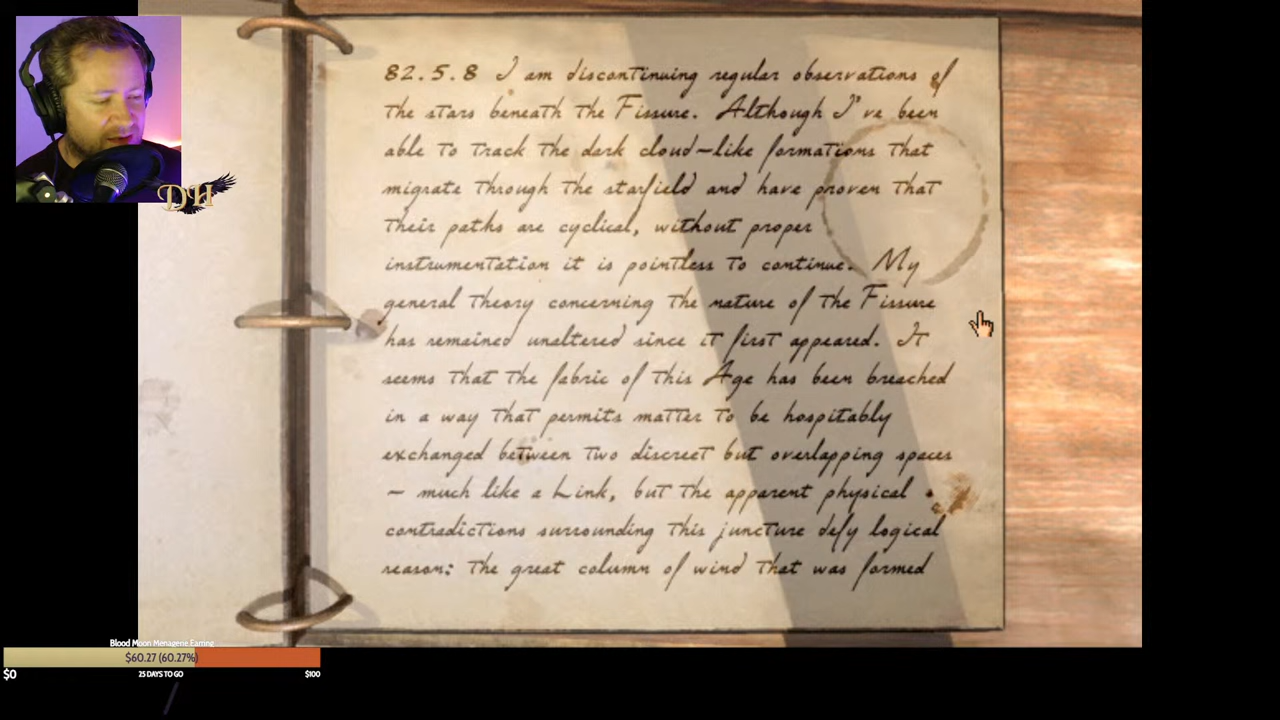 82.5.8 I am discontinuing regular observations of
the stars beneath the Fissure. Although I've been
able to track the dark cloud-like formations that
migrate through the starfield and have proven that
their paths are cyclical, without proper
instrumentation it is pointless to continue. My
general theory concerning the nature of the Fissure
has remained unaltered since it first appeared. It
seems that the fabric of this Age has been breached
in a way that permits matter to be hospitably
exchanged between two discreet but overlapping spaces
- much like a Link, but the apparent physical
contradictions surrounding this juncture defy logical
reason: the great column of wind that was formed
DH
Blood Moon Menagerie Earring
$60.27 (60.27%)
$0 25 DAYS TO GO $100